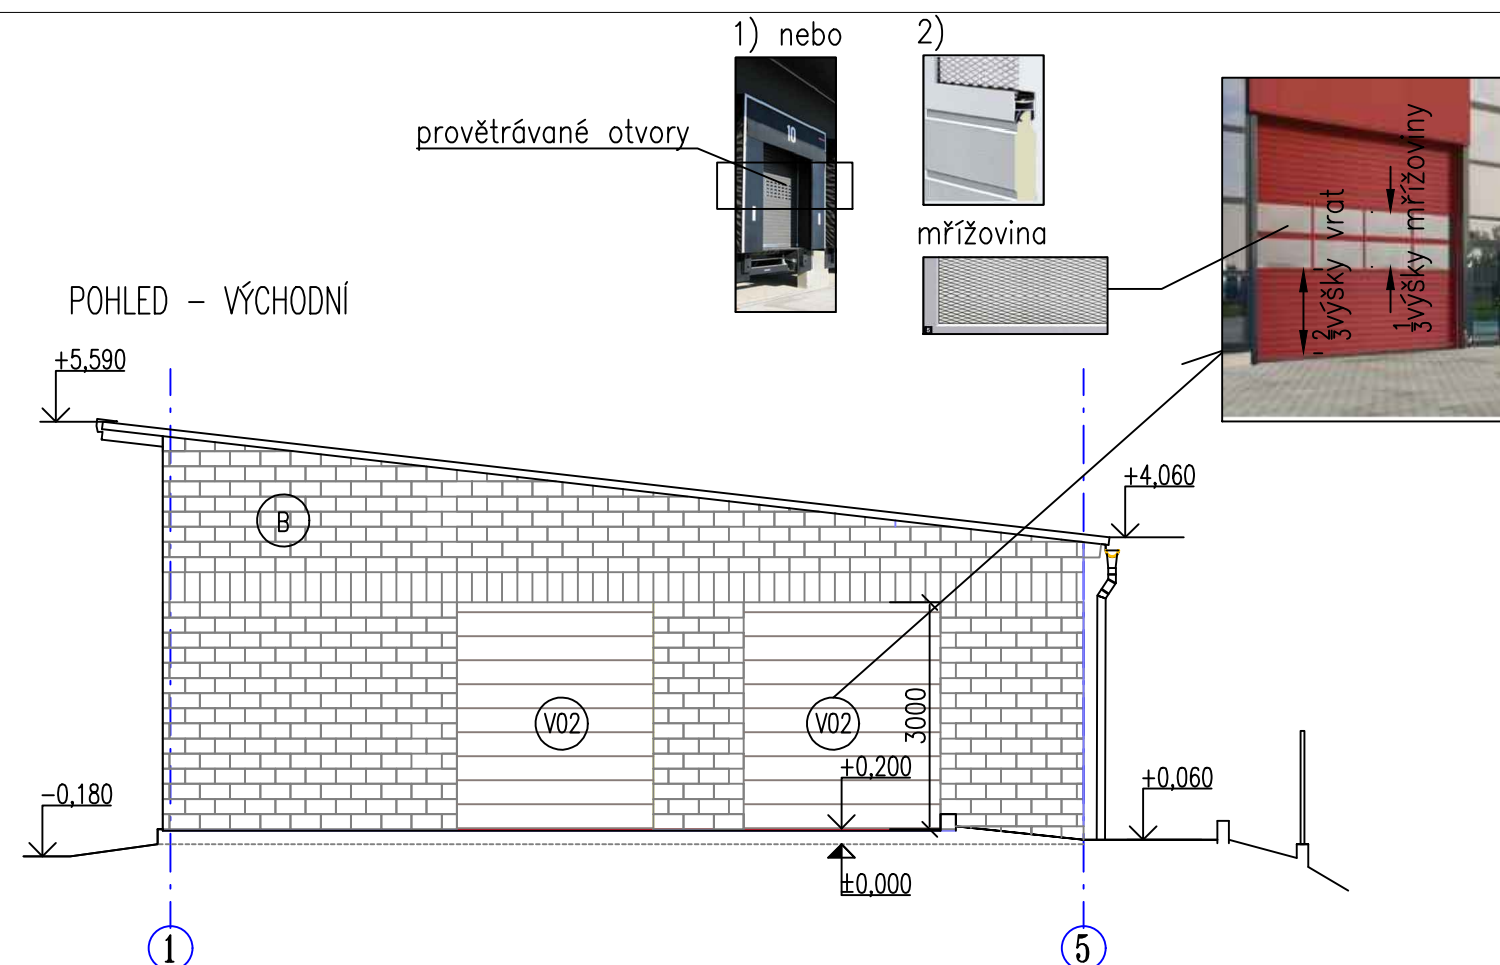 1) nebo
2)
provětrávané otvory
10
mřížovina
2
3 výšky vrat
1
3 výšky mřížoviny
POHLED – VÝCHODNÍ
+5,590
+4,060
B
V02
V02
3000
+0,200
-0,180
+0,060
±0,000
1
5